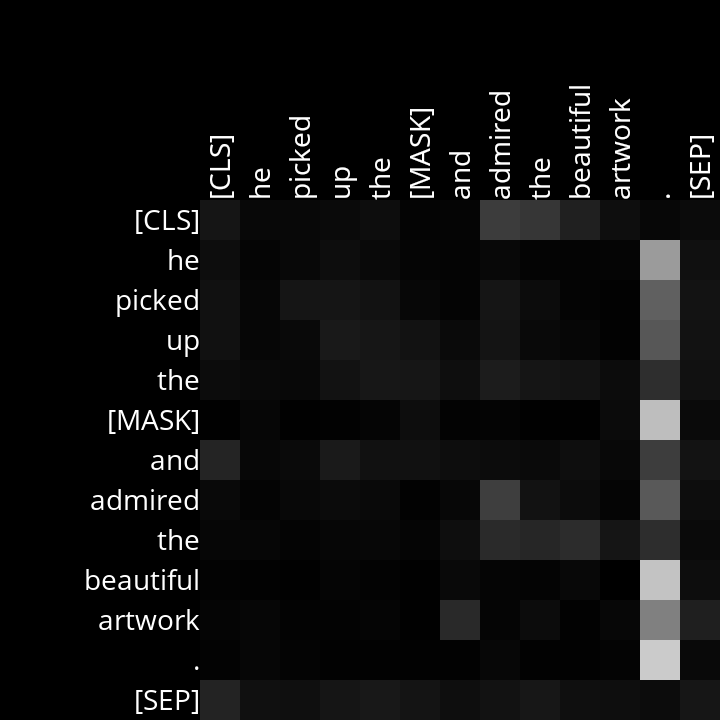 [CLS] he picked up the [MASK] and admired the beautiful artwork . [SEP]
[CLS]
he
picked
up
the
[MASK]
and
admired
the
beautiful
artwork
.
[SEP]